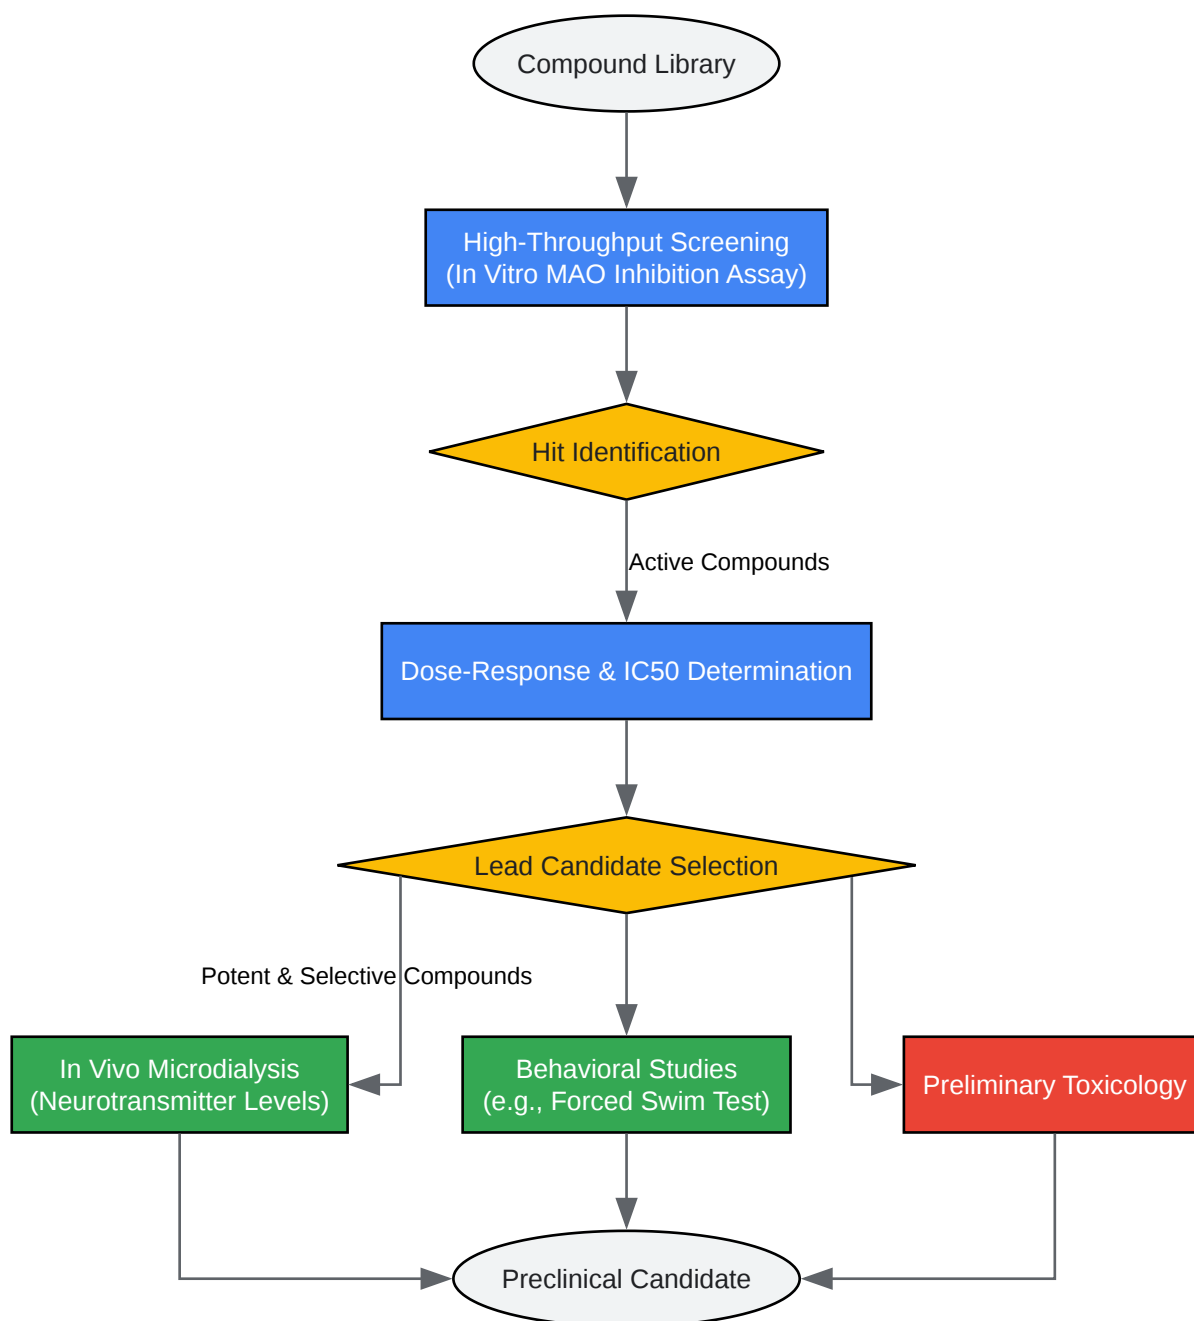 Compound Library
High-Throughput Screening
(In Vitro MAO Inhibition Assay)
Hit Identification
Active Compounds
Dose-Response & IC50 Determination
Lead Candidate Selection
Potent & Selective Compounds
In Vivo Microdialysis
(Neurotransmitter Levels)
Behavioral Studies
(e.g., Forced Swim Test)
Preliminary Toxicology
Preclinical Candidate